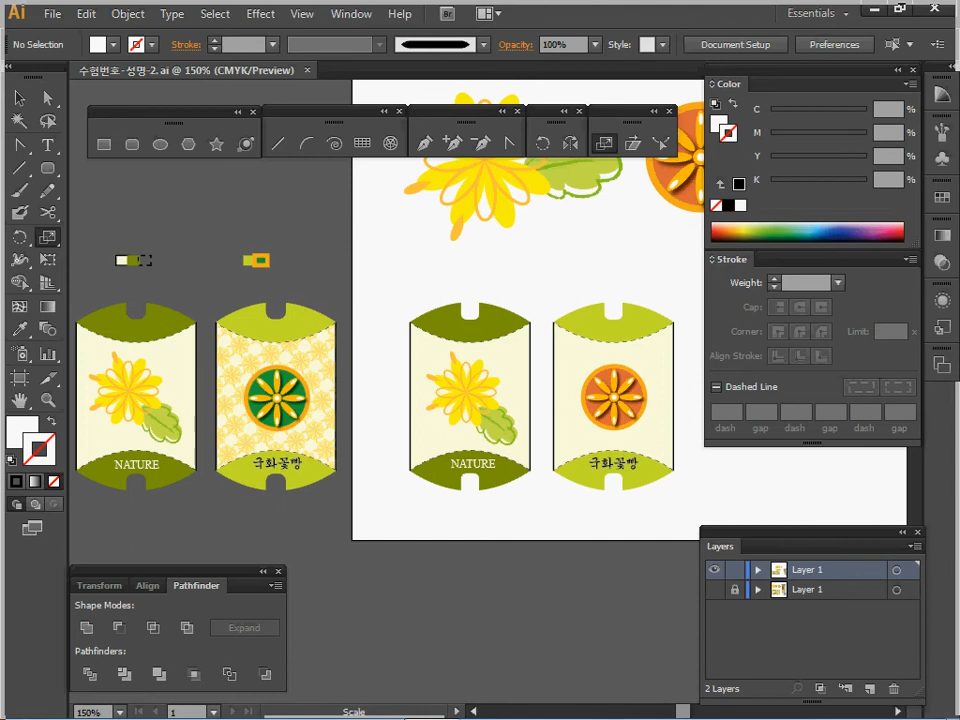 Ai File Edit Object Type Select Effect View Window Help Br Essentials
No Selection Stroke: Opacity: 100% Style: Document Setup Preferences
수험번호-성명-2.ai @ 150% (CMYK/Preview) ×
Color
C %
M %
Y %
K %
Stroke
Weight:
Cap:
Corner: Limit: x
Align Stroke:
Dashed Line
dash gap dash gap dash gap
NATURE
국화꽃빵
NATURE
국화꽃빵
Layers
Layer 1
Layer 1
2 Layers
Transform Align Pathfinder
Shape Modes:
Expand
Pathfinders:
150% 1 Scale